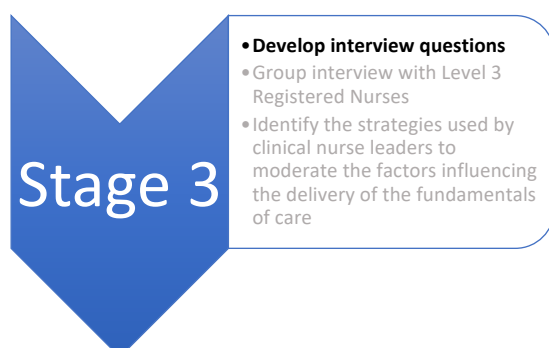 Stage 3
•Develop interview questions
•Group interview with Level 3
Registered Nurses
•Identify the strategies used by
clinical nurse leaders to
moderate the factors influencing
the delivery of the fundamentals
of care